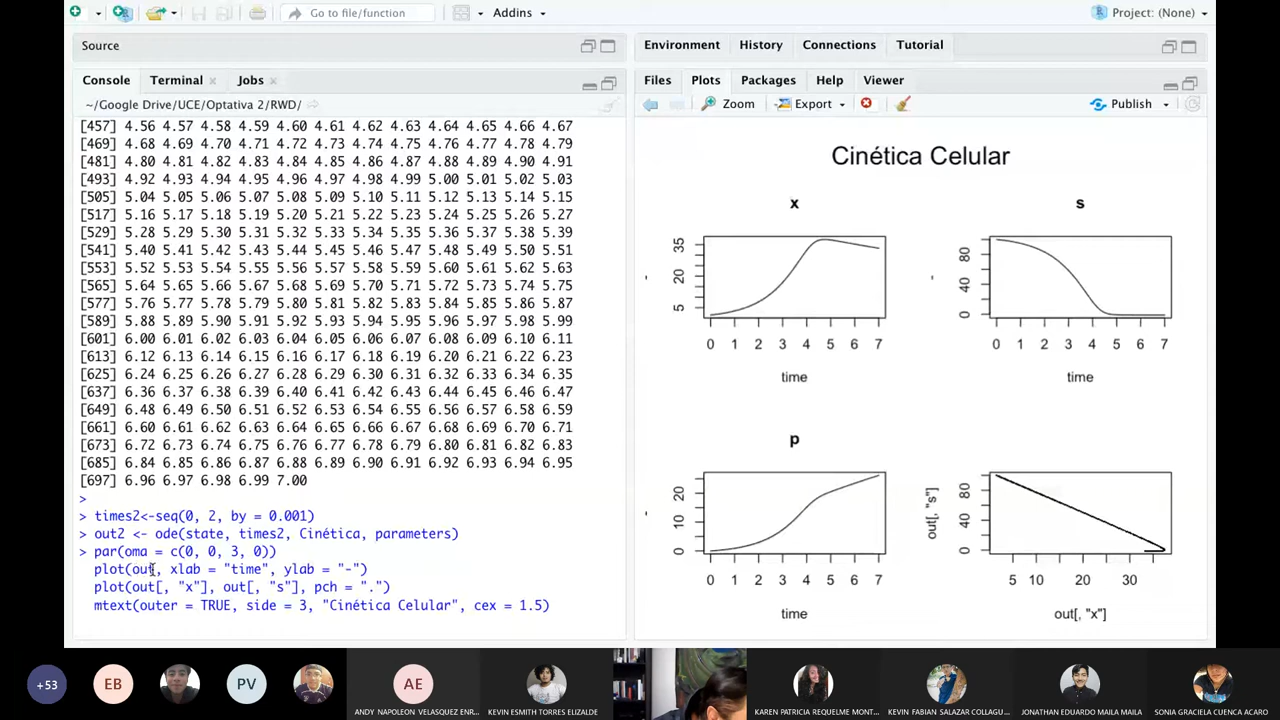 Go to file/function
Addins
Project: (None)
Source
Console Terminal Jobs
~/Google Drive/UCE/Optativa 2/RWD/
[457] 4.56 4.57 4.58 4.59 4.60 4.61 4.62 4.63 4.64 4.65 4.66 4.67
[469] 4.68 4.69 4.70 4.71 4.72 4.73 4.74 4.75 4.76 4.77 4.78 4.79
[481] 4.80 4.81 4.82 4.83 4.84 4.85 4.86 4.87 4.88 4.89 4.90 4.91
[493] 4.92 4.93 4.94 4.95 4.96 4.97 4.98 4.99 5.00 5.01 5.02 5.03
[505] 5.04 5.05 5.06 5.07 5.08 5.09 5.10 5.11 5.12 5.13 5.14 5.15
[517] 5.16 5.17 5.18 5.19 5.20 5.21 5.22 5.23 5.24 5.25 5.26 5.27
[529] 5.28 5.29 5.30 5.31 5.32 5.33 5.34 5.35 5.36 5.37 5.38 5.39
[541] 5.40 5.41 5.42 5.43 5.44 5.45 5.46 5.47 5.48 5.49 5.50 5.51
[553] 5.52 5.53 5.54 5.55 5.56 5.57 5.58 5.59 5.60 5.61 5.62 5.63
[565] 5.64 5.65 5.66 5.67 5.68 5.69 5.70 5.71 5.72 5.73 5.74 5.75
[577] 5.76 5.77 5.78 5.79 5.80 5.81 5.82 5.83 5.84 5.85 5.86 5.87
[589] 5.88 5.89 5.90 5.91 5.92 5.93 5.94 5.95 5.96 5.97 5.98 5.99
[601] 6.00 6.01 6.02 6.03 6.04 6.05 6.06 6.07 6.08 6.09 6.10 6.11
[613] 6.12 6.13 6.14 6.15 6.16 6.17 6.18 6.19 6.20 6.21 6.22 6.23
[625] 6.24 6.25 6.26 6.27 6.28 6.29 6.30 6.31 6.32 6.33 6.34 6.35
[637] 6.36 6.37 6.38 6.39 6.40 6.41 6.42 6.43 6.44 6.45 6.46 6.47
[649] 6.48 6.49 6.50 6.51 6.52 6.53 6.54 6.55 6.56 6.57 6.58 6.59
[661] 6.60 6.61 6.62 6.63 6.64 6.65 6.66 6.67 6.68 6.69 6.70 6.71
[673] 6.72 6.73 6.74 6.75 6.76 6.77 6.78 6.79 6.80 6.81 6.82 6.83
[685] 6.84 6.85 6.86 6.87 6.88 6.89 6.90 6.91 6.92 6.93 6.94 6.95
[697] 6.96 6.97 6.98 6.99 7.00
>
> times2<-seq(0, 2, by = 0.001)
> out2 <- ode(state, times2, Cinética, parameters)
> par(oma = c(0, 0, 3, 0))
plot(out, xlab = "time", ylab = "-")
plot(out[, "x"], out[, "s"], pch = ".")
mtext(outer = TRUE, side = 3, "Cinética Celular", cex = 1.5)
Environment History Connections Tutorial
Files Plots Packages Help Viewer
Zoom Export Publish
Cinética Celular
x
5 20 35
0 1 2 3 4 5 6 7
time
-
s
0 40 80
0 1 2 3 4 5 6 7
time
-
p
0 10 20
0 1 2 3 4 5 6 7
time
-
out[, "s"]
0 40 80
5 10 20 30
out[, "x"]
+53
EB
PV
AE
ANDY NAPOLEON VELASQUEZ ENR...
KEVIN ESMITH TORRES ELIZALDE
KAREN PATRICIA REQUELME MONT...
KEVIN FABIAN SALAZAR COLLAGU...
JONATHAN EDUARDO MAILA MAILA
SONIA GRACIELA CUENCA ACARO